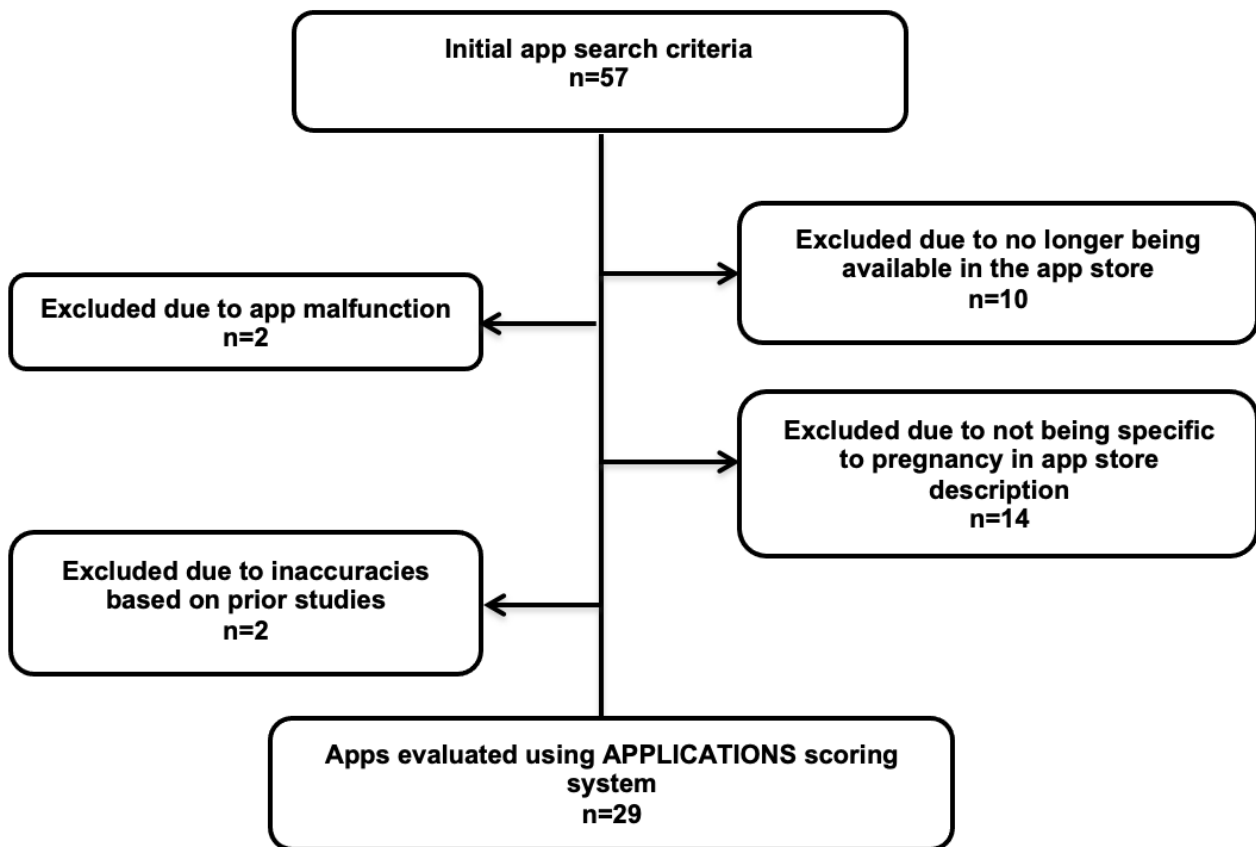 Initial app search criteria
n=57
Excluded due to no longer being
available in the app store
n=10
Excluded due to app malfunction
n=2
Excluded due to not being specific
to pregnancy in app store
description
n=14
Excluded due to inaccuracies
based on prior studies
n=2
Apps evaluated using APPLICATIONS scoring
system
n=29